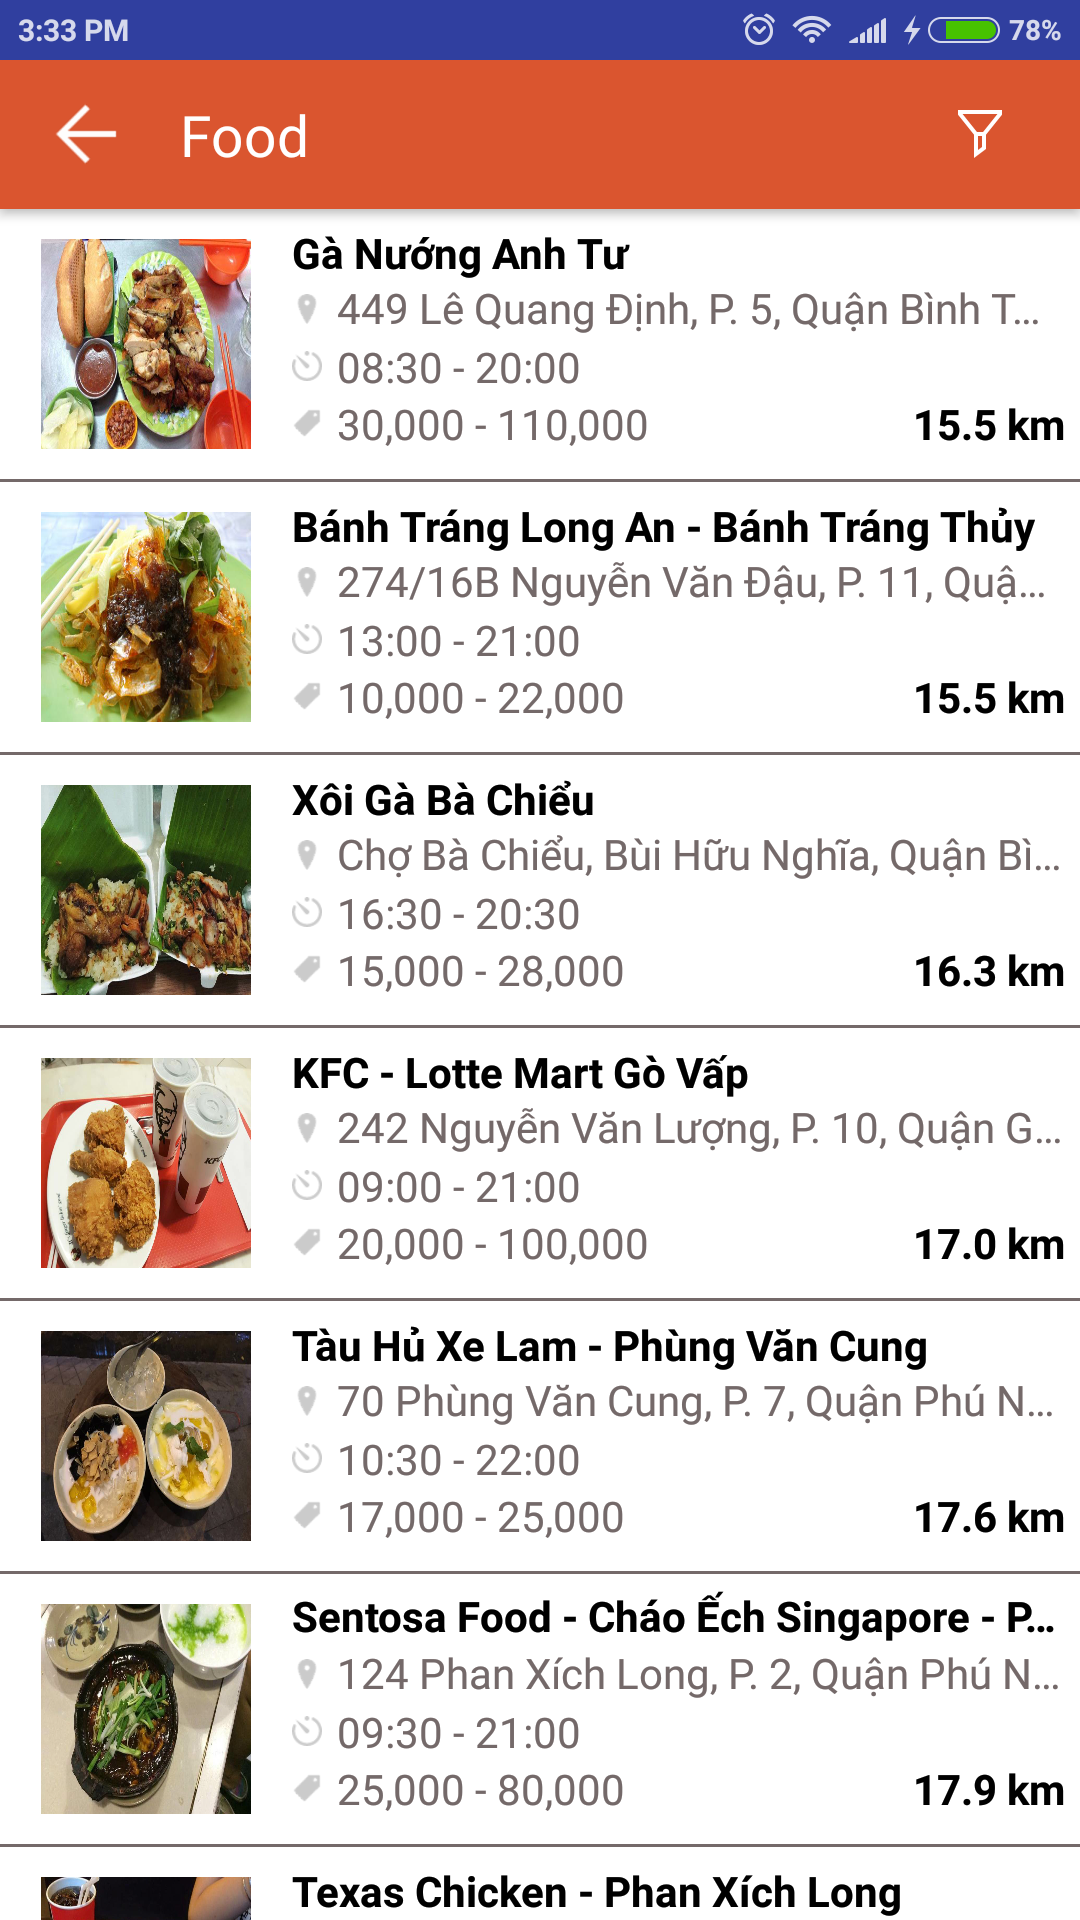 3:33 PM
78%
Food
Gà Nướng Anh Tư
449 Lê Quang Định, P. 5, Quận Bình T...
08:30 - 20:00
30,000 - 110,000
15.5 km
Bánh Tráng Long An - Bánh Tráng Thủy
274/16B Nguyễn Văn Đậu, P. 11, Quậ...
13:00 - 21:00
10,000 - 22,000
15.5 km
Xôi Gà Bà Chiểu
Chợ Bà Chiểu, Bùi Hữu Nghĩa, Quận Bì...
16:30 - 20:30
15,000 - 28,000
16.3 km
KFC - Lotte Mart Gò Vấp
242 Nguyễn Văn Lượng, P. 10, Quận G...
09:00 - 21:00
20,000 - 100,000
17.0 km
Tàu Hủ Xe Lam - Phùng Văn Cung
70 Phùng Văn Cung, P. 7, Quận Phú N...
10:30 - 22:00
17,000 - 25,000
17.6 km
Sentosa Food - Cháo Ếch Singapore - P...
124 Phan Xích Long, P. 2, Quận Phú N...
09:30 - 21:00
25,000 - 80,000
17.9 km
Texas Chicken - Phan Xích Long